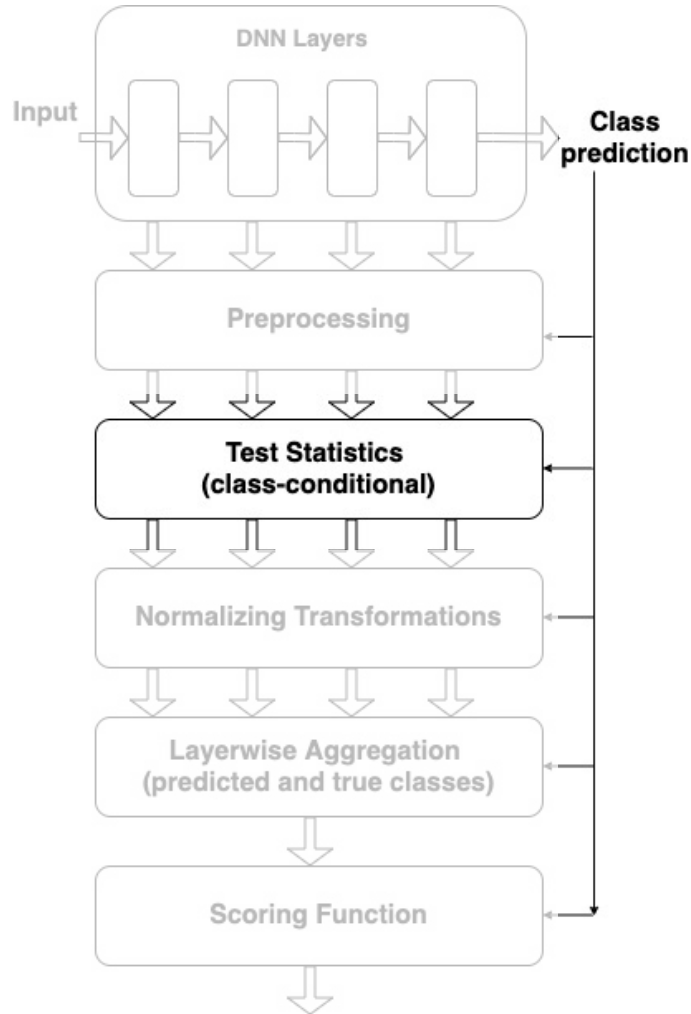 DNN Layers
Input
Class
prediction
Preprocessing
Test Statistics
(class-conditional)
Normalizing Transformations
Layerwise Aggregation
(predicted and true classes)
Scoring Function